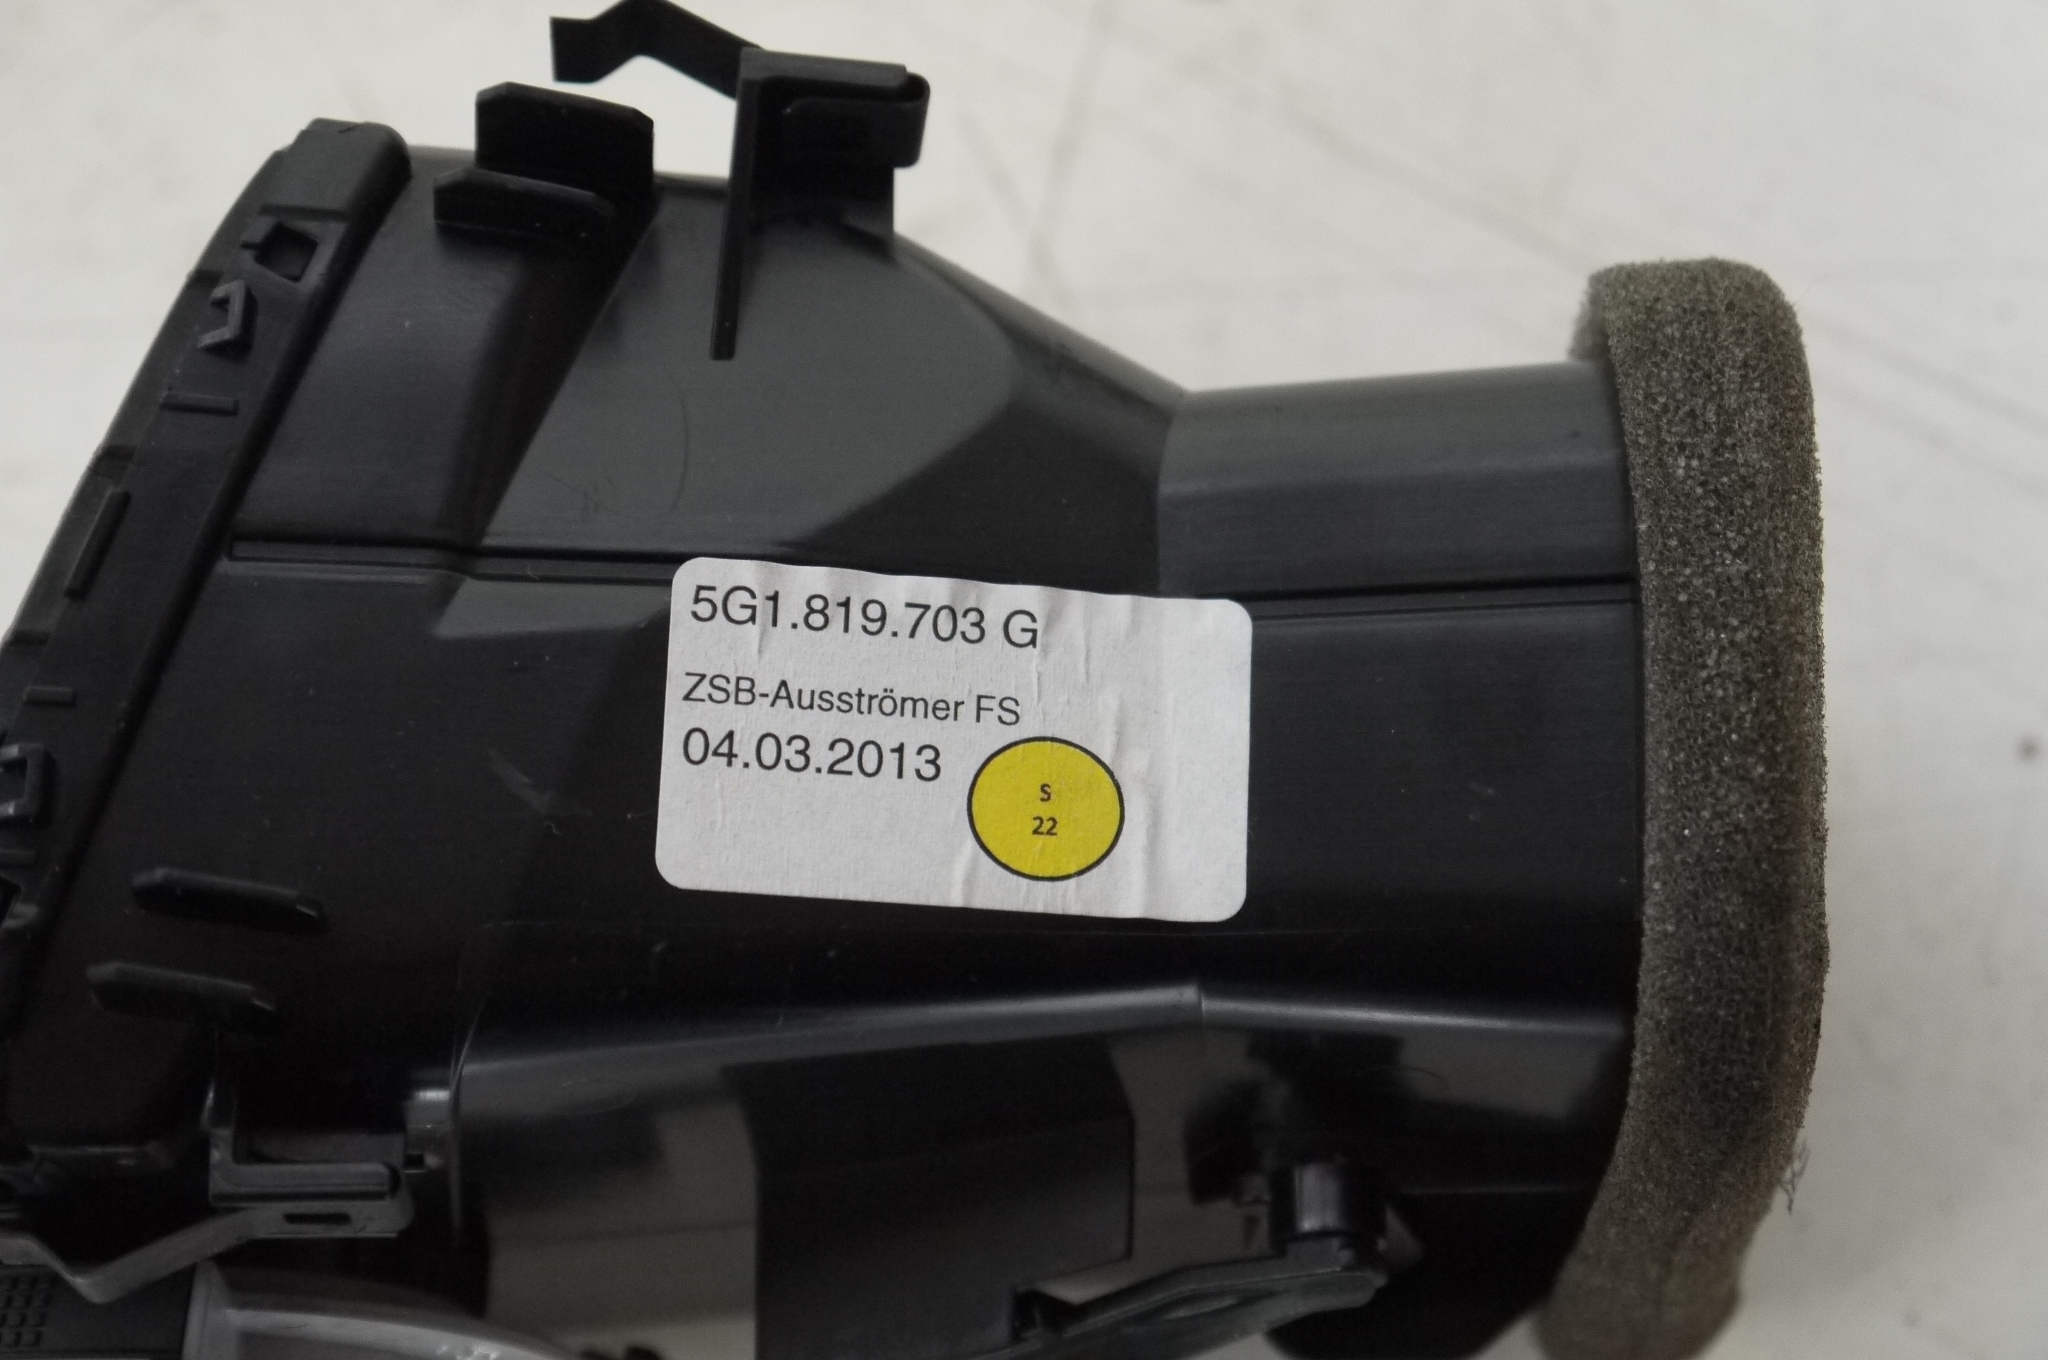 5G1.819.703 G
ZSB-Ausströmer FS
04.03.2013
S
22